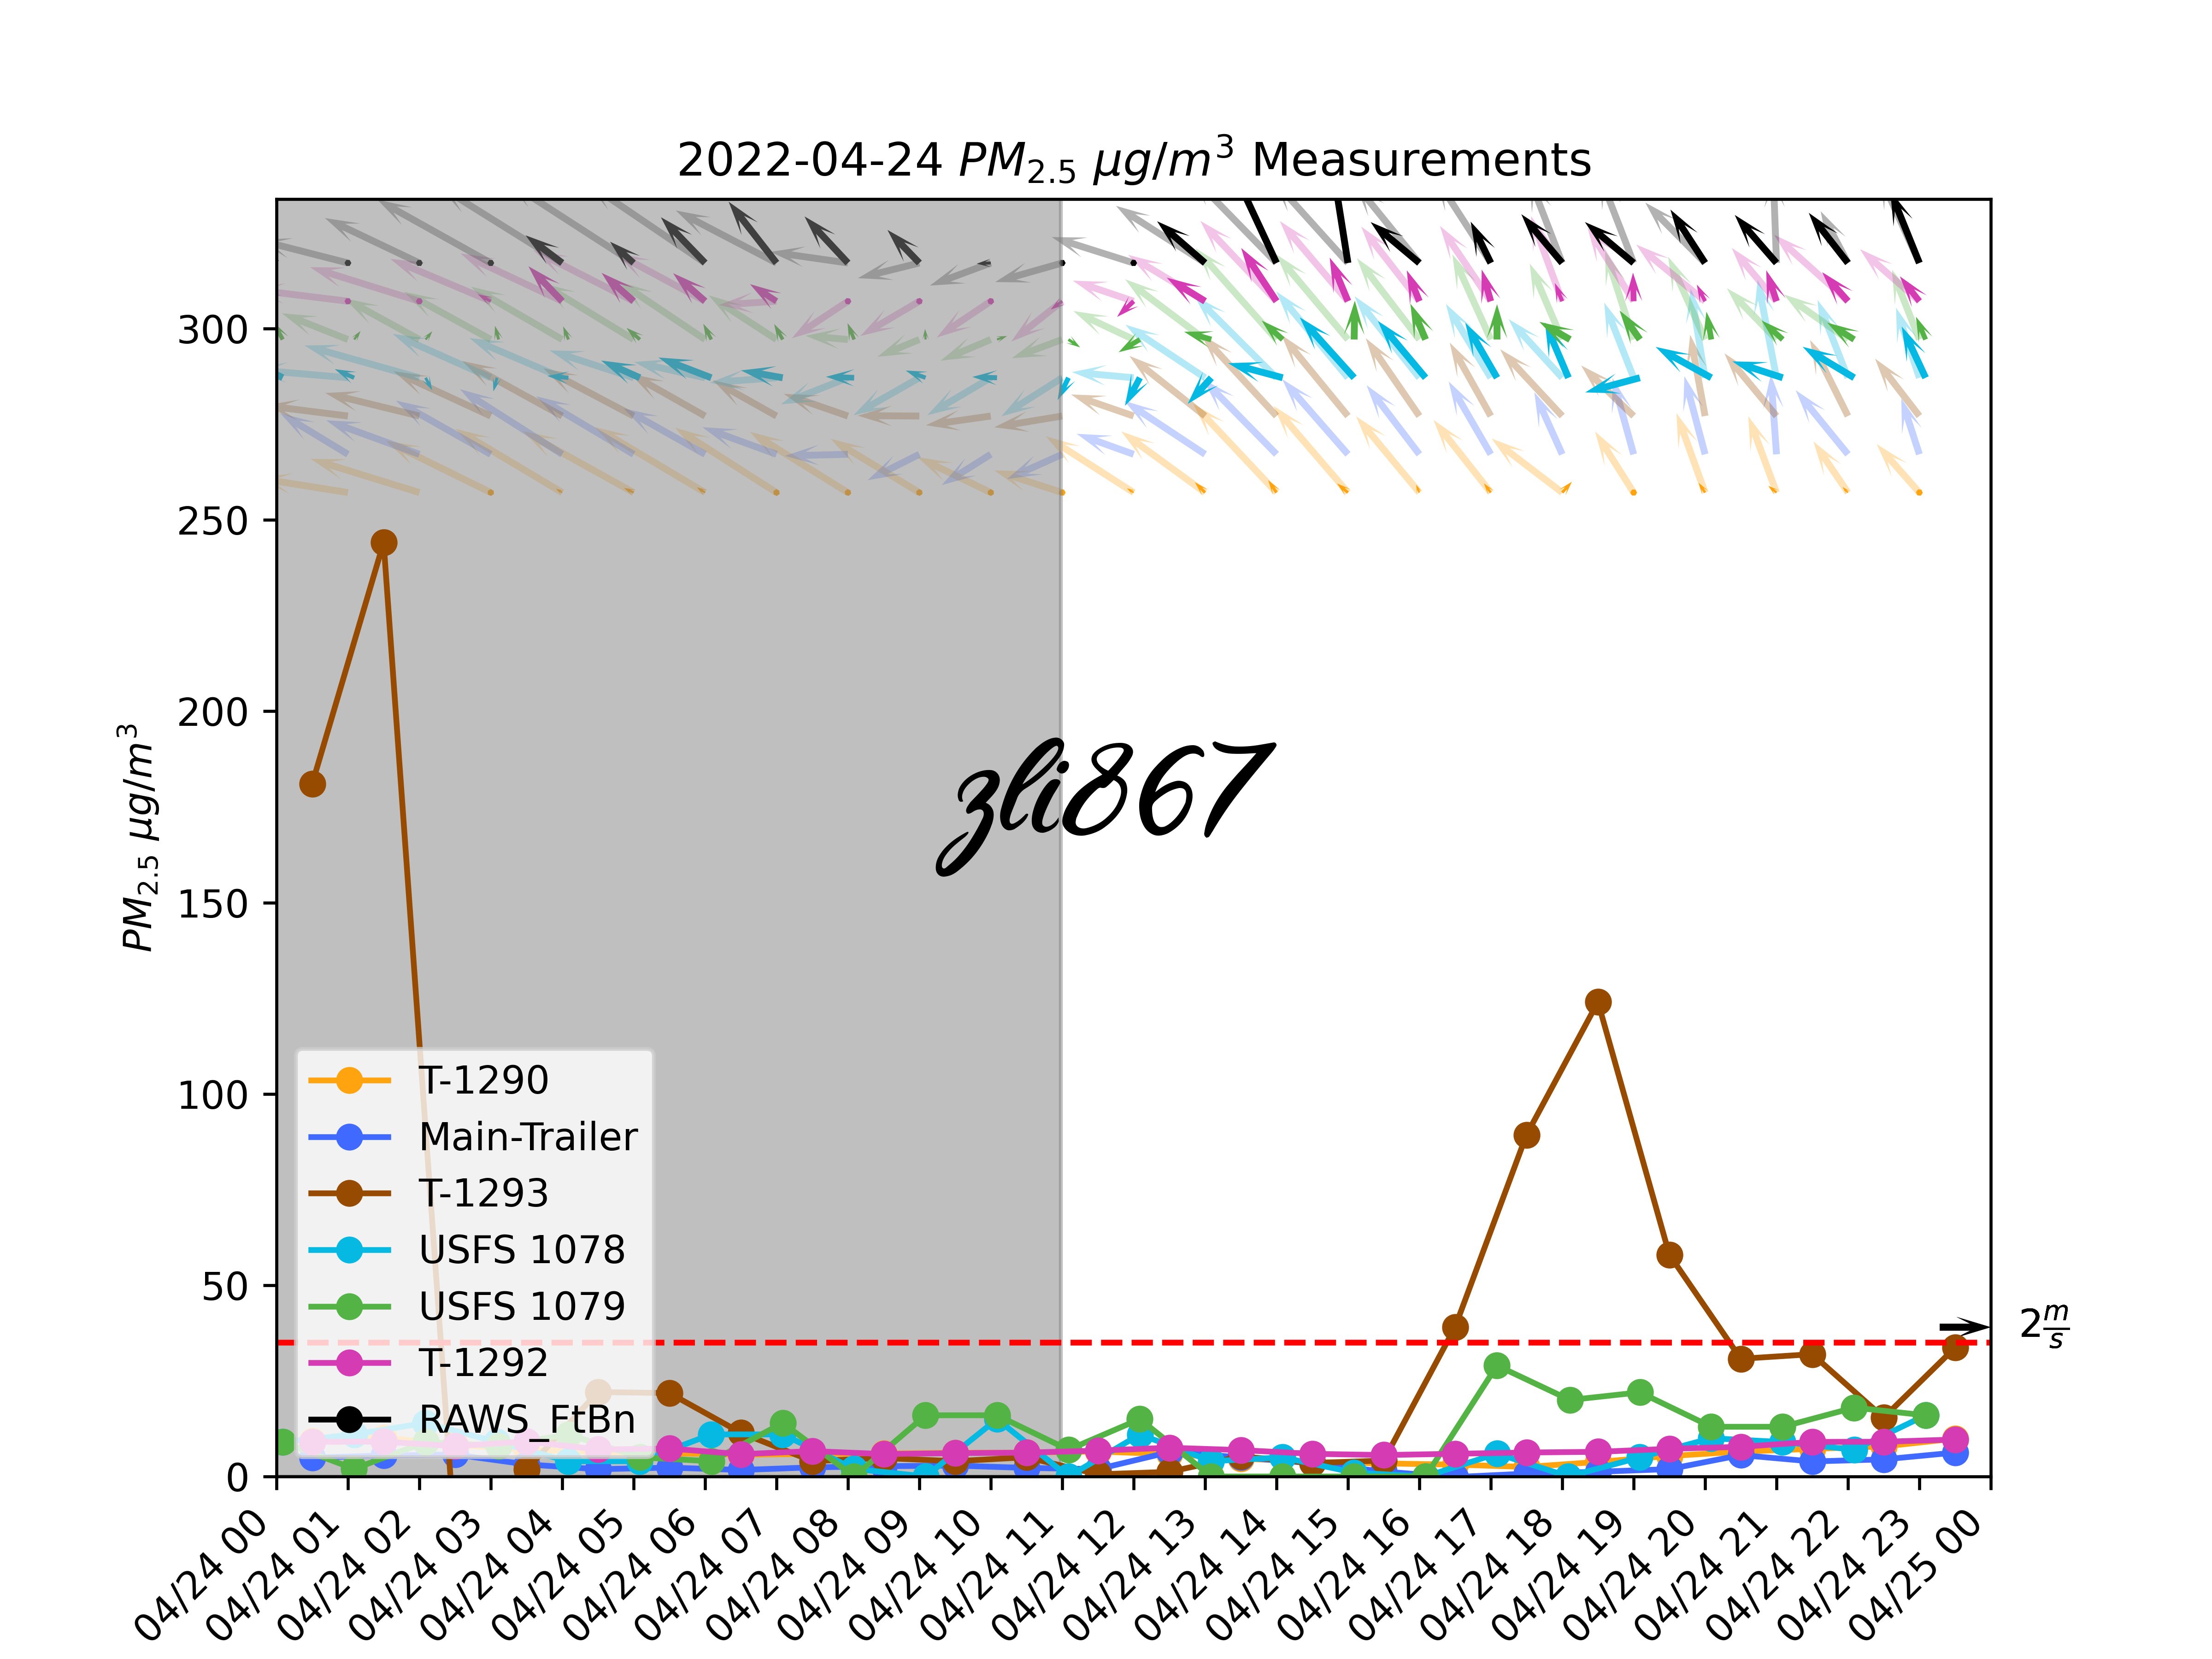 2022-04-24 PM2.5 μg/m3 Measurements
PM2.5 μg/m3
300
250
200
150
100
50
0
zli867
T-1290
Main-Trailer
T-1293
USFS 1078
USFS 1079
T-1292
RAWS_FtBn
2 m/s
04/24 00
04/24 01
04/24 02
04/24 03
04/24 04
04/24 05
04/24 06
04/24 07
04/24 08
04/24 09
04/24 10
04/24 11
04/24 12
04/24 13
04/24 14
04/24 15
04/24 16
04/24 17
04/24 18
04/24 19
04/24 20
04/24 21
04/24 22
04/24 23
04/25 00